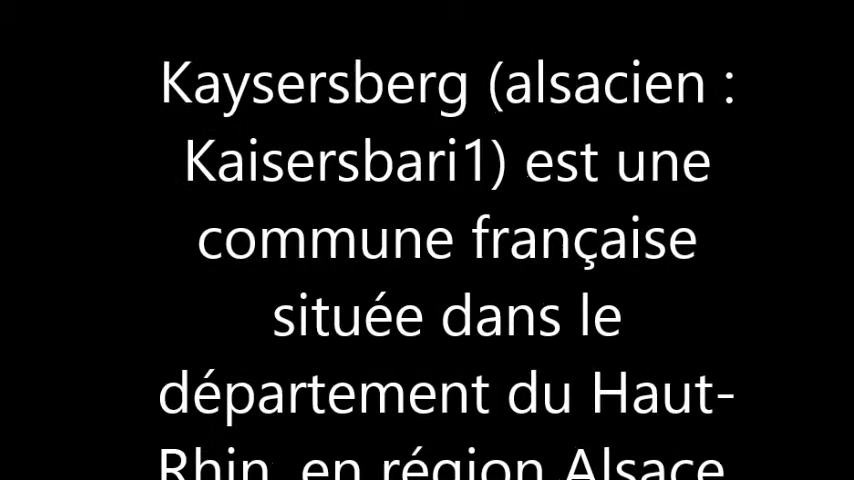 Kaysersberg (alsacien :
Kaisersbari1) est une
commune française
située dans le
département du Haut-
Rhin, en région Alsace